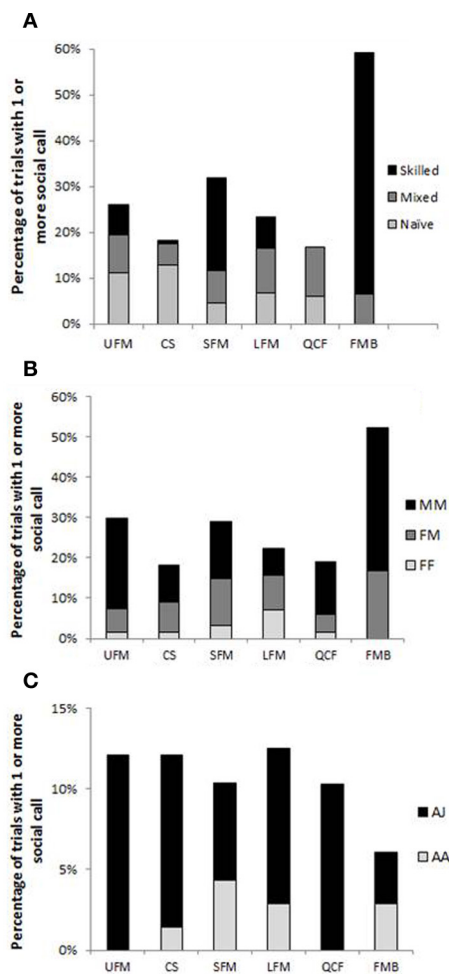 A
Percentage of trials with 1 or
more social call
60%
50%
40%
30%
20%
10%
0%
UFM CS SFM LFM QCF FMB
Skilled
Mixed
Naïve
B
Percentage of trials with 1 or more
social call
60%
50%
40%
30%
20%
10%
0%
UFM CS SFM LFM QCF FMB
MM
FM
FF
C
Percentage of trials with 1 or more
social call
15%
10%
5%
0%
UFM CS SFM LFM QCF FMB
AJ
AA